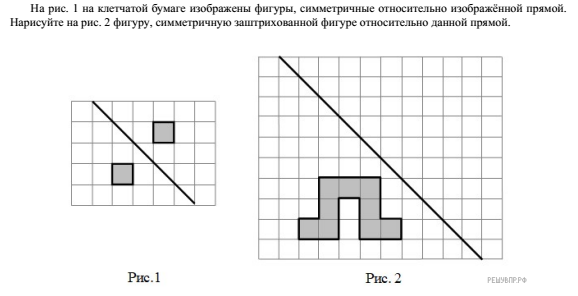 На рис. 1 на клетчатой бумаге изображены фигуры, симметричные относительно изображённой прямой.
Нарисуйте на рис. 2 фигуру, симметричную заштрихованной фигуре относительно данной прямой.
Рис.1
Рис. 2
РЕШУВПР.РФ